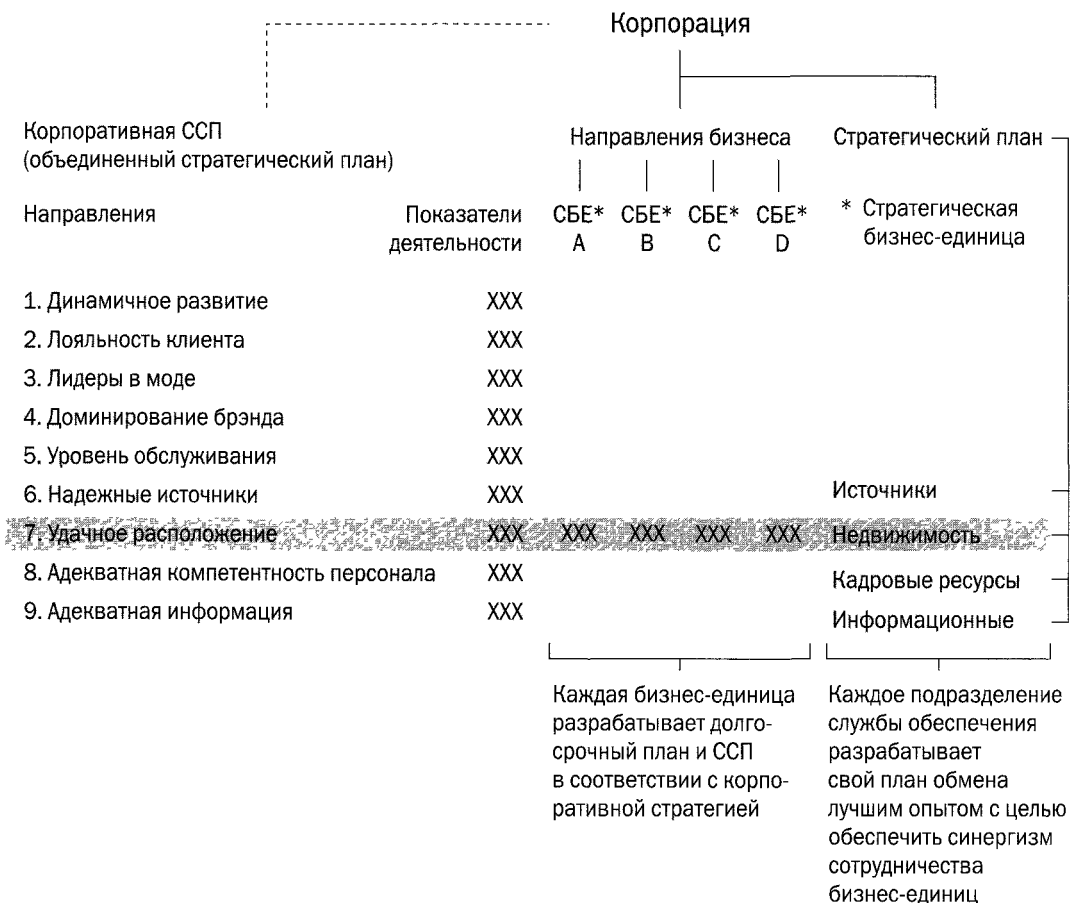 Корпорация
Корпоративная ССП
(объединенный стратегический план)
Направления бизнеса
Стратегический план
Направления
Показатели
деятельности
СБЕ* СБЕ* СБЕ* СБЕ*
A B C D
* Стратегическая
бизнес-единица
1. Динамичное развитие XXX
2. Лояльность клиента XXX
3. Лидеры в моде XXX
4. Доминирование брэнда XXX
5. Уровень обслуживания XXX
6. Надежные источники XXX Источники
7. Удачное расположение XXX XXX XXX XXX XXX Недвижимость
8. Адекватная компетентность персонала XXX Кадровые ресурсы
9. Адекватная информация XXX Информационные
Каждая бизнес-единица
разрабатывает долго-
срочный план и ССП
в соответствии с корпо-
ративной стратегией
Каждое подразделение
службы обеспечения
разрабатывает
свой план обмена
лучшим опытом с целью
обеспечить синергизм
сотрудничества
бизнес-единиц